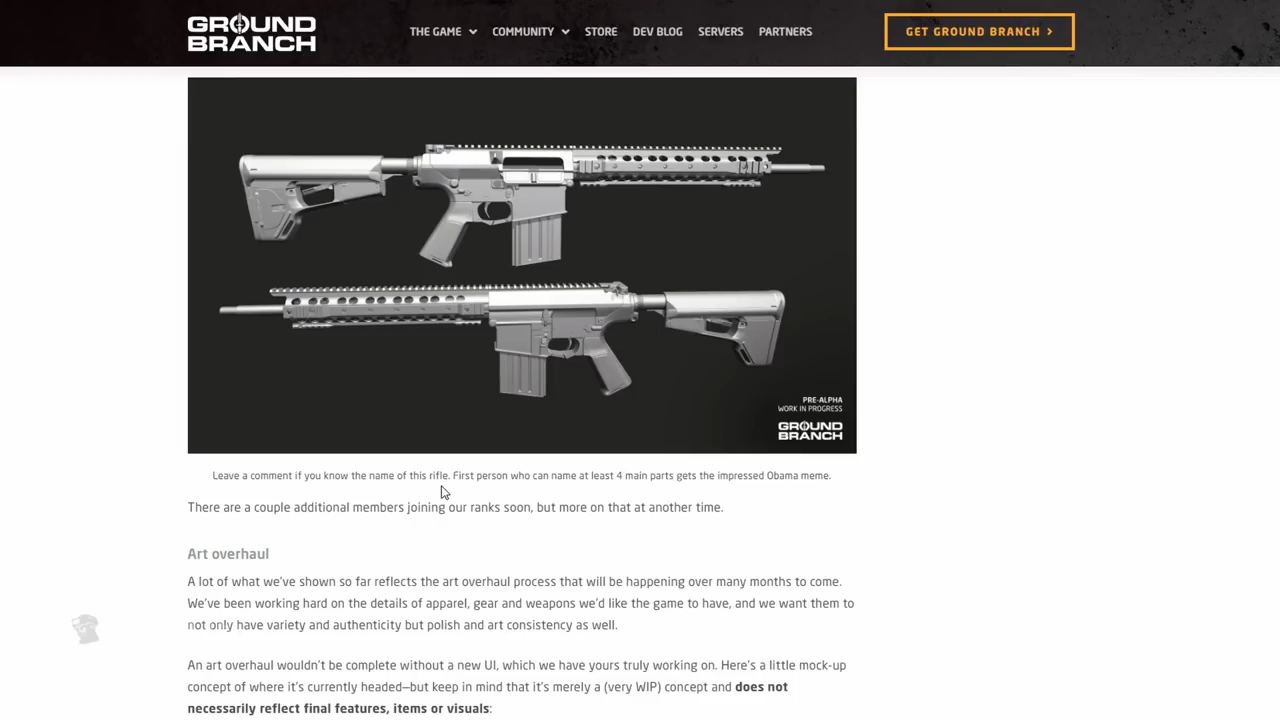 GROUND
BRANCH
THE GAME COMMUNITY STORE DEV BLOG SERVERS PARTNERS
GET GROUND BRANCH >
PRE-ALPHA
WORK IN PROGRESS
GROUND
BRANCH
Leave a comment if you know the name of this rifle. First person who can name at least 4 main parts gets the impressed Obama meme.
There are a couple additional members joining our ranks soon, but more on that at another time.
Art overhaul
A lot of what we've shown so far reflects the art overhaul process that will be happening over many months to come.
We've been working hard on the details of apparel, gear and weapons we'd like the game to have, and we want them to
not only have variety and authenticity but polish and art consistency as well.
An art overhaul wouldn't be complete without a new UI, which we have yours truly working on. Here's a little mock-up
concept of where it's currently headed—but keep in mind that it's merely a (very WIP) concept and does not
necessarily reflect final features, items or visuals: